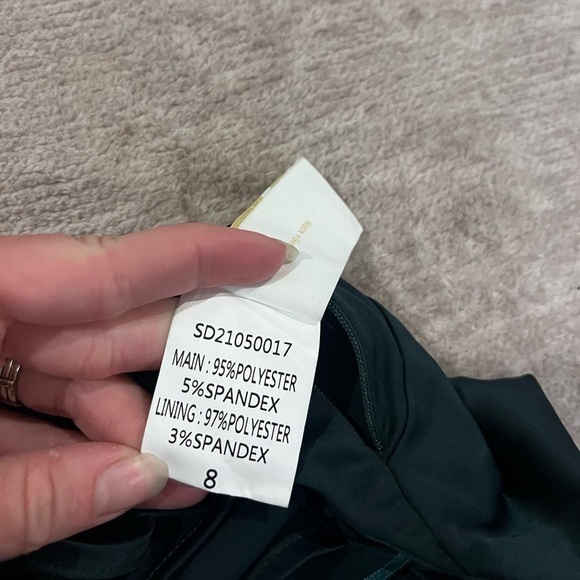 SD21050017
MAIN : 95%POLYESTER
5%SPANDEX
LINING : 97%POLYESTER
3%SPANDEX
8